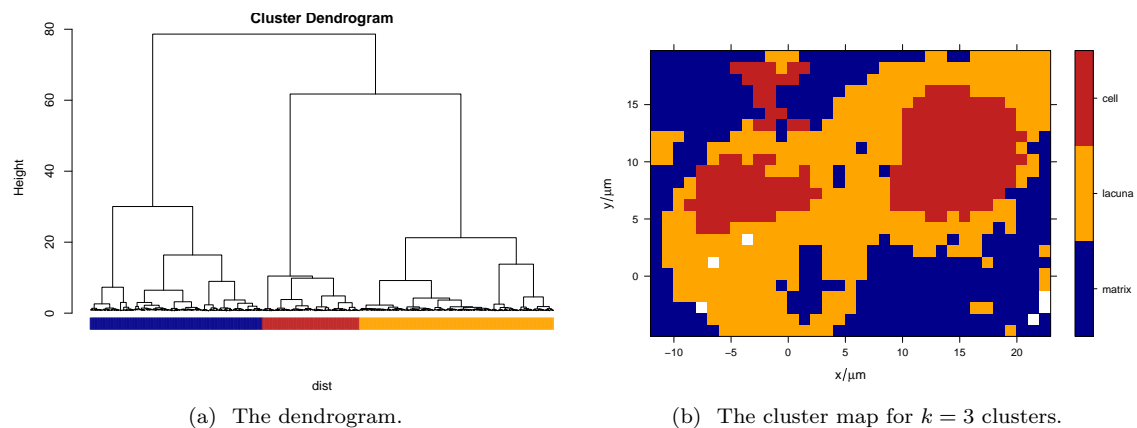 Cluster Dendrogram
Height
0
20
40
60
80
dist
(a) The dendrogram.
y/μm
15
10
5
0
−10
−5
0
5
10
15
20
x/μm
cell
lacuna
matrix
(b) The cluster map for k = 3 clusters.